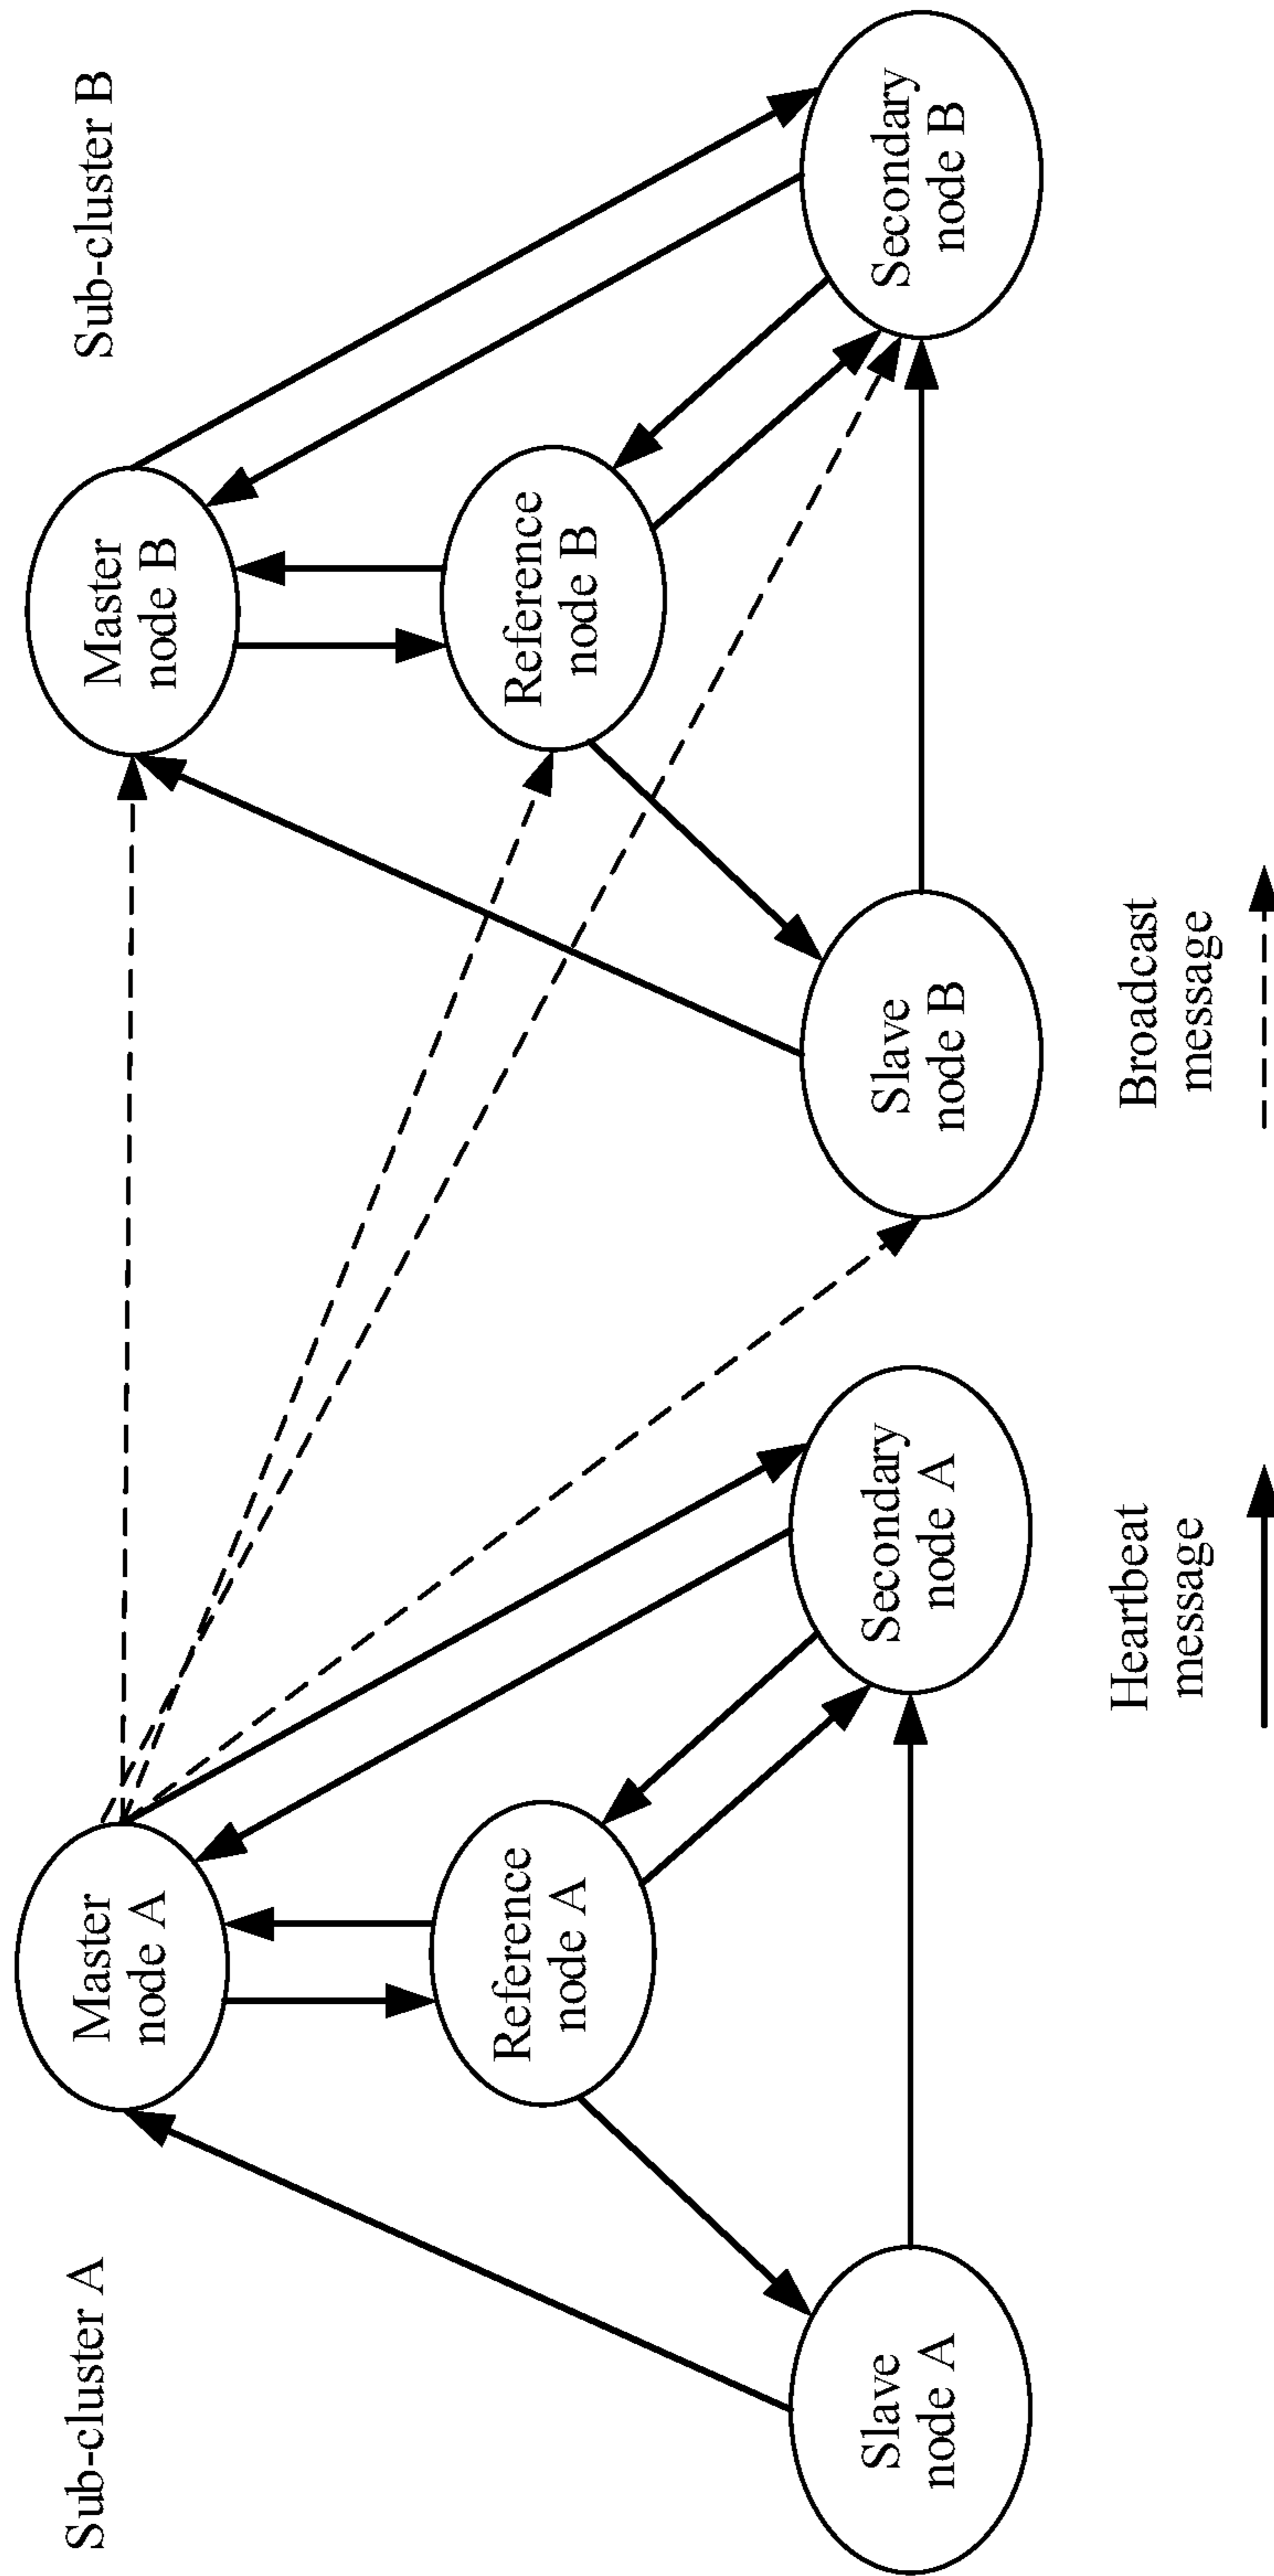 Sub-cluster A
Sub-cluster B
Master
node A
Master
node B
Reference
node A
Reference
node B
Slave
node A
Secondary
node A
Slave
node B
Secondary
node B
Heartbeat
message
Broadcast
message